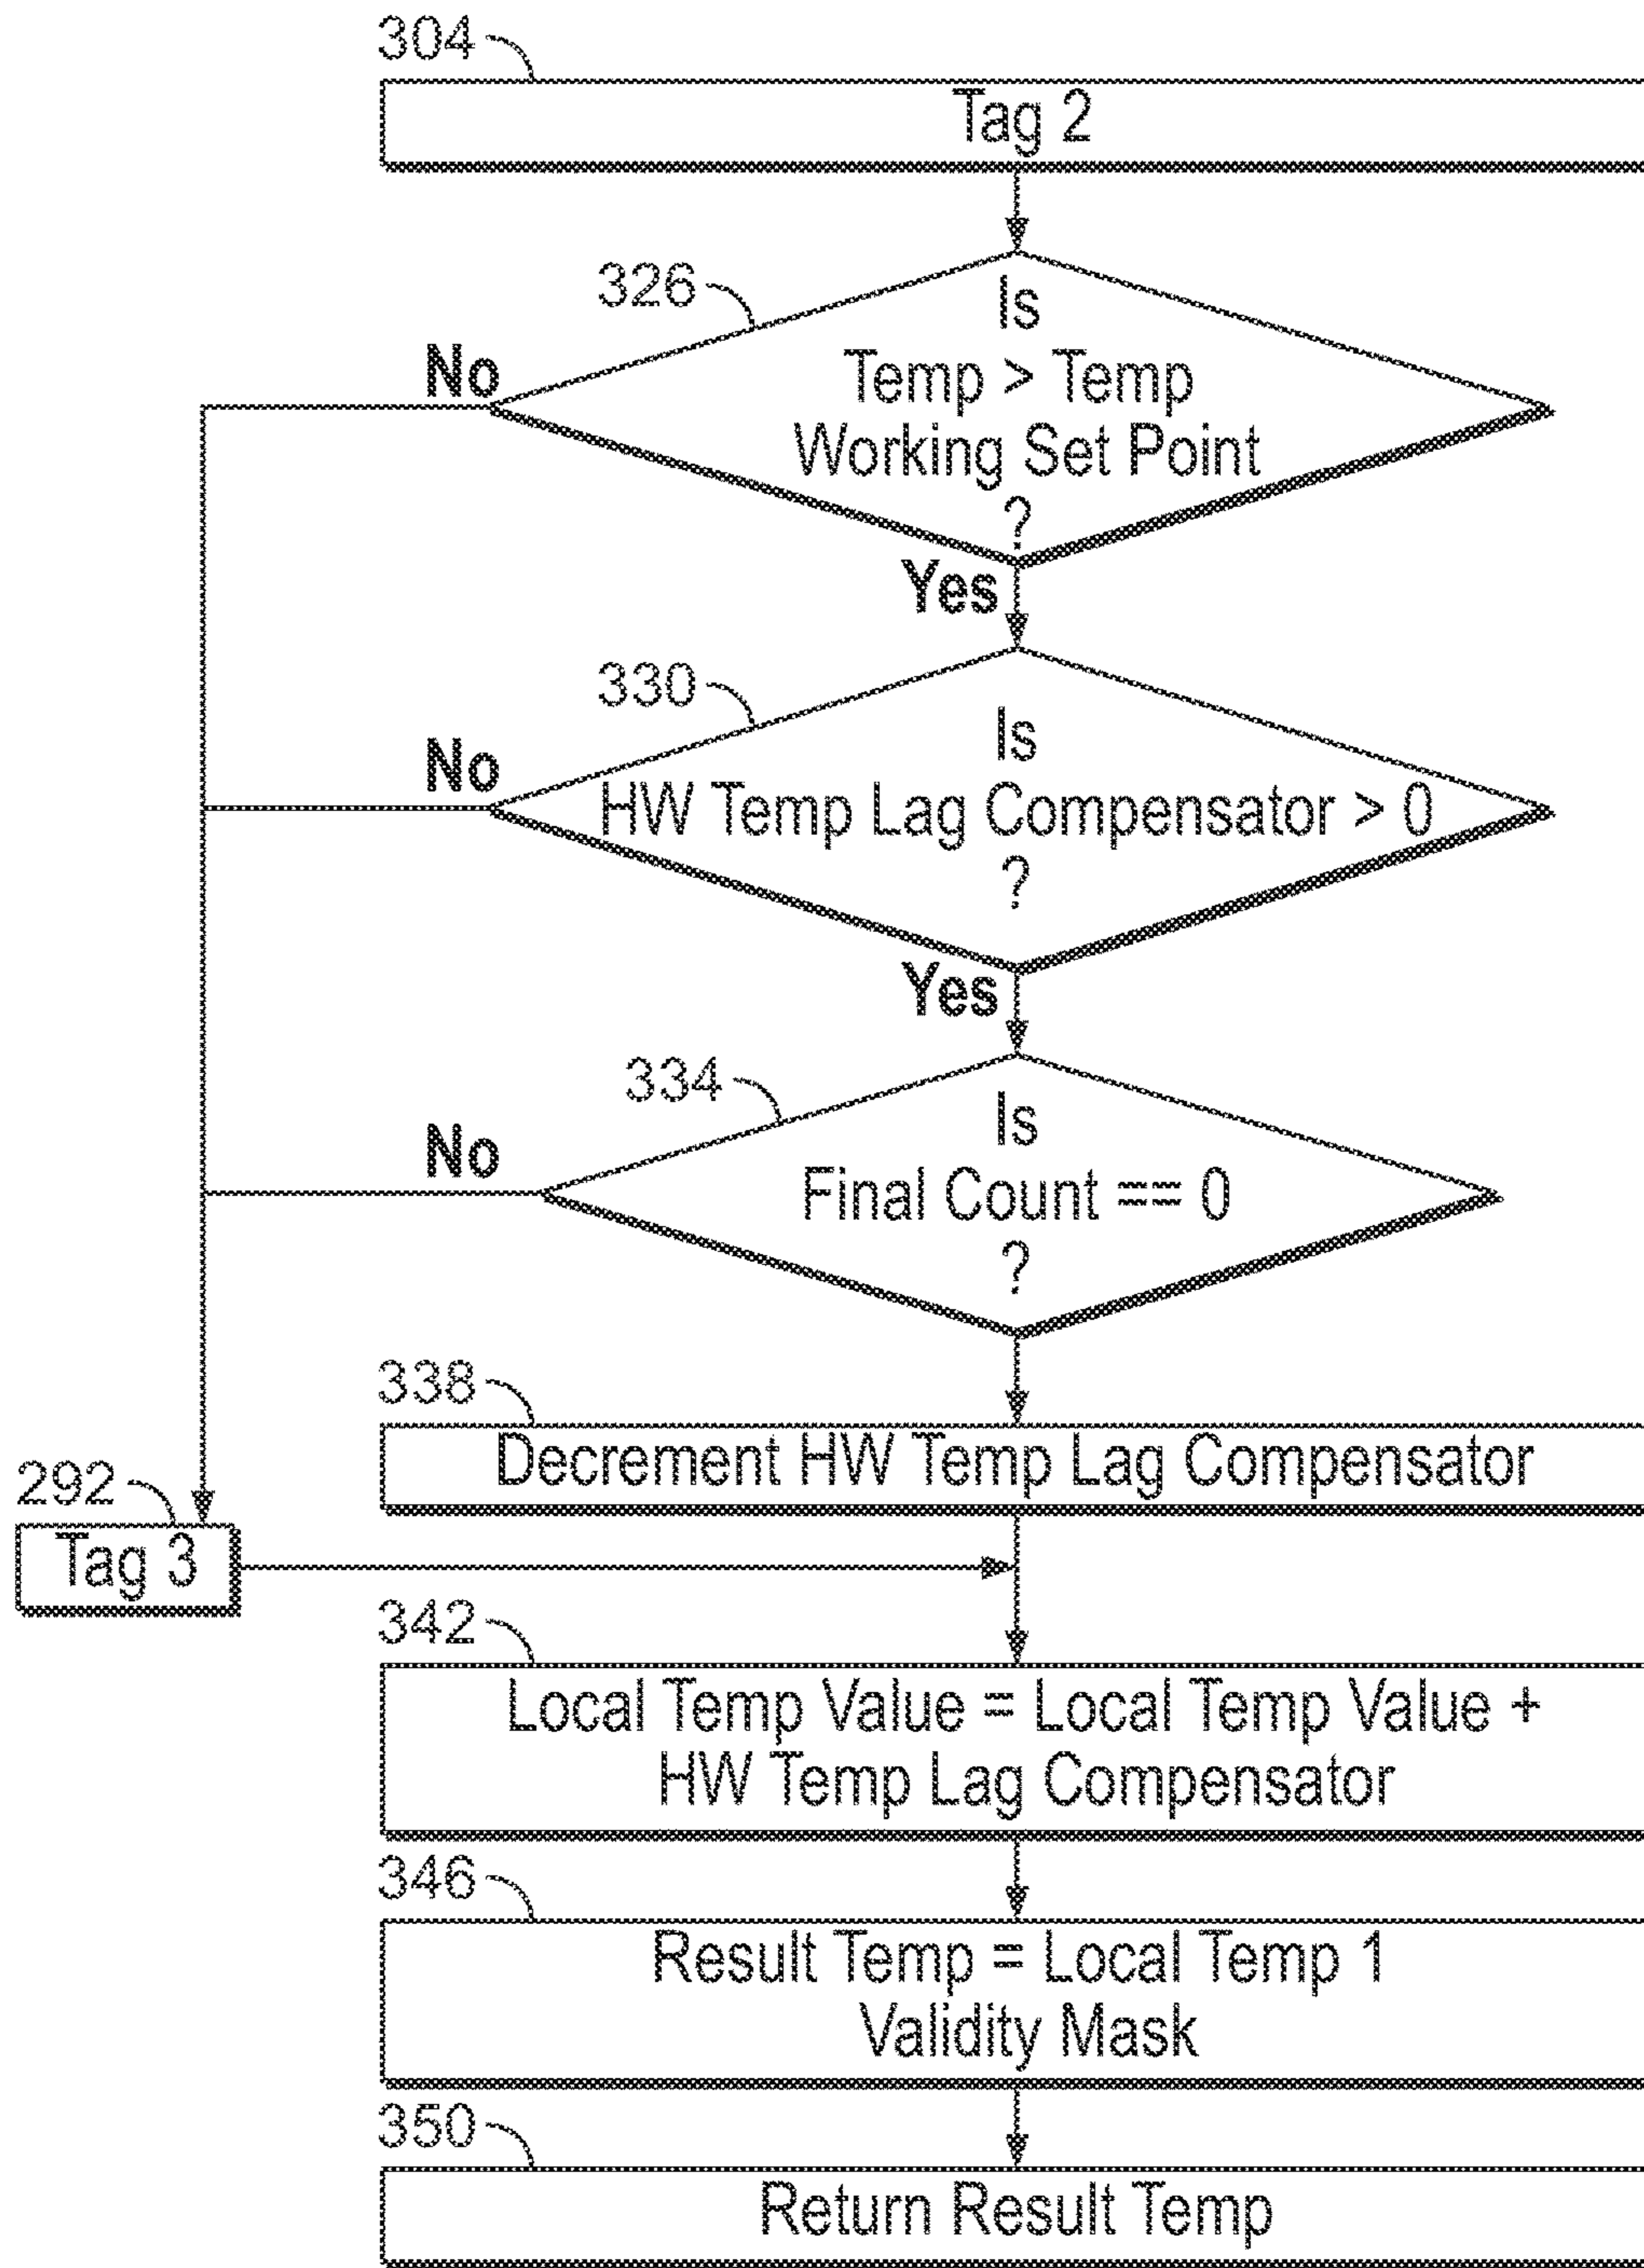 304
Tag 2
326
No
Is
Temp > Temp
Working Set Point
?
Yes
330
No
Is
HW Temp Lag Compensator > 0
?
Yes
334
No
Is
Final Count == 0
?
338
Decrement HW Temp Lag Compensator
292
Tag 3
342
Local Temp Value = Local Temp Value +
HW Temp Lag Compensator
346
Result Temp = Local Temp 1
Validity Mask
350
Return Result Temp